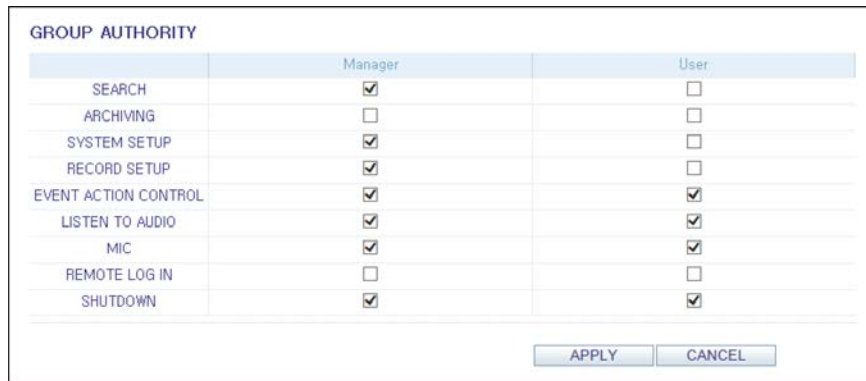 GROUP AUTHORITY
Manager User
SEARCH
ARCHIVING
SYSTEM SETUP
RECORD SETUP
EVENT ACTION CONTROL
LISTEN TO AUDIO
MIC
REMOTE LOG IN
SHUTDOWN
APPLY CANCEL